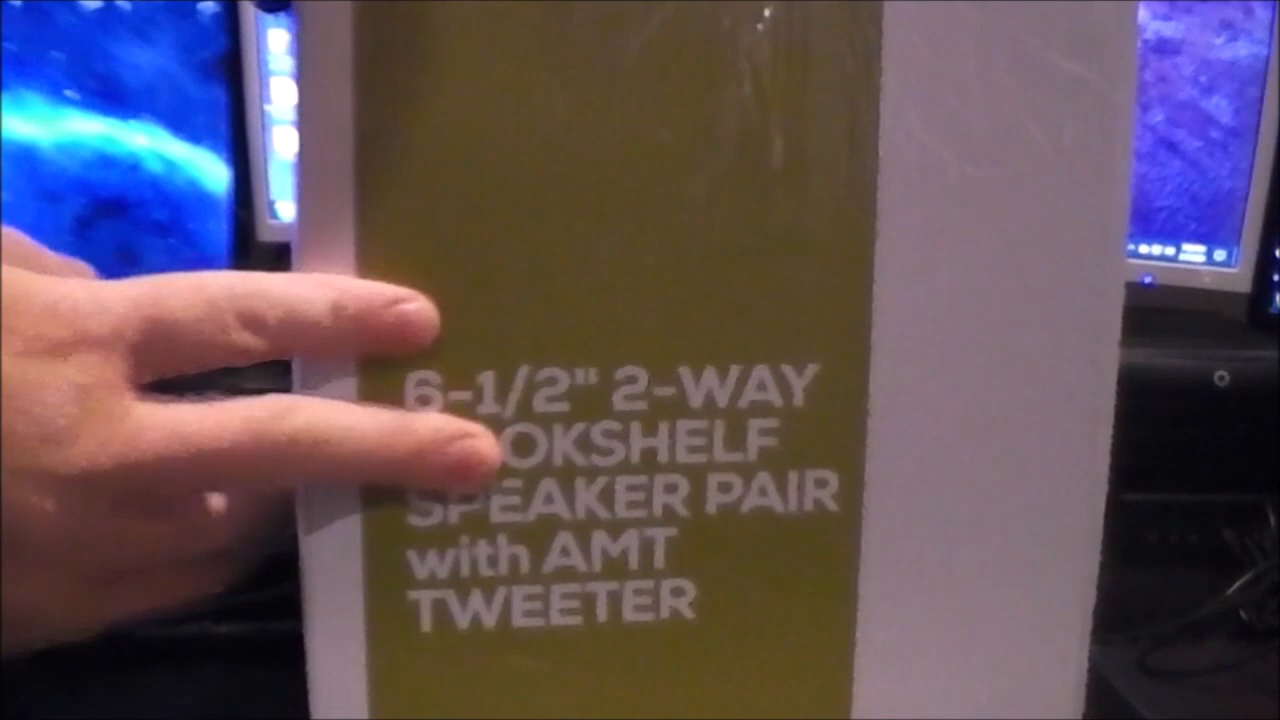 6-1/2" 2-WAY
OKSHELF
SPEAKER PAIR
with AMT
TWEETER